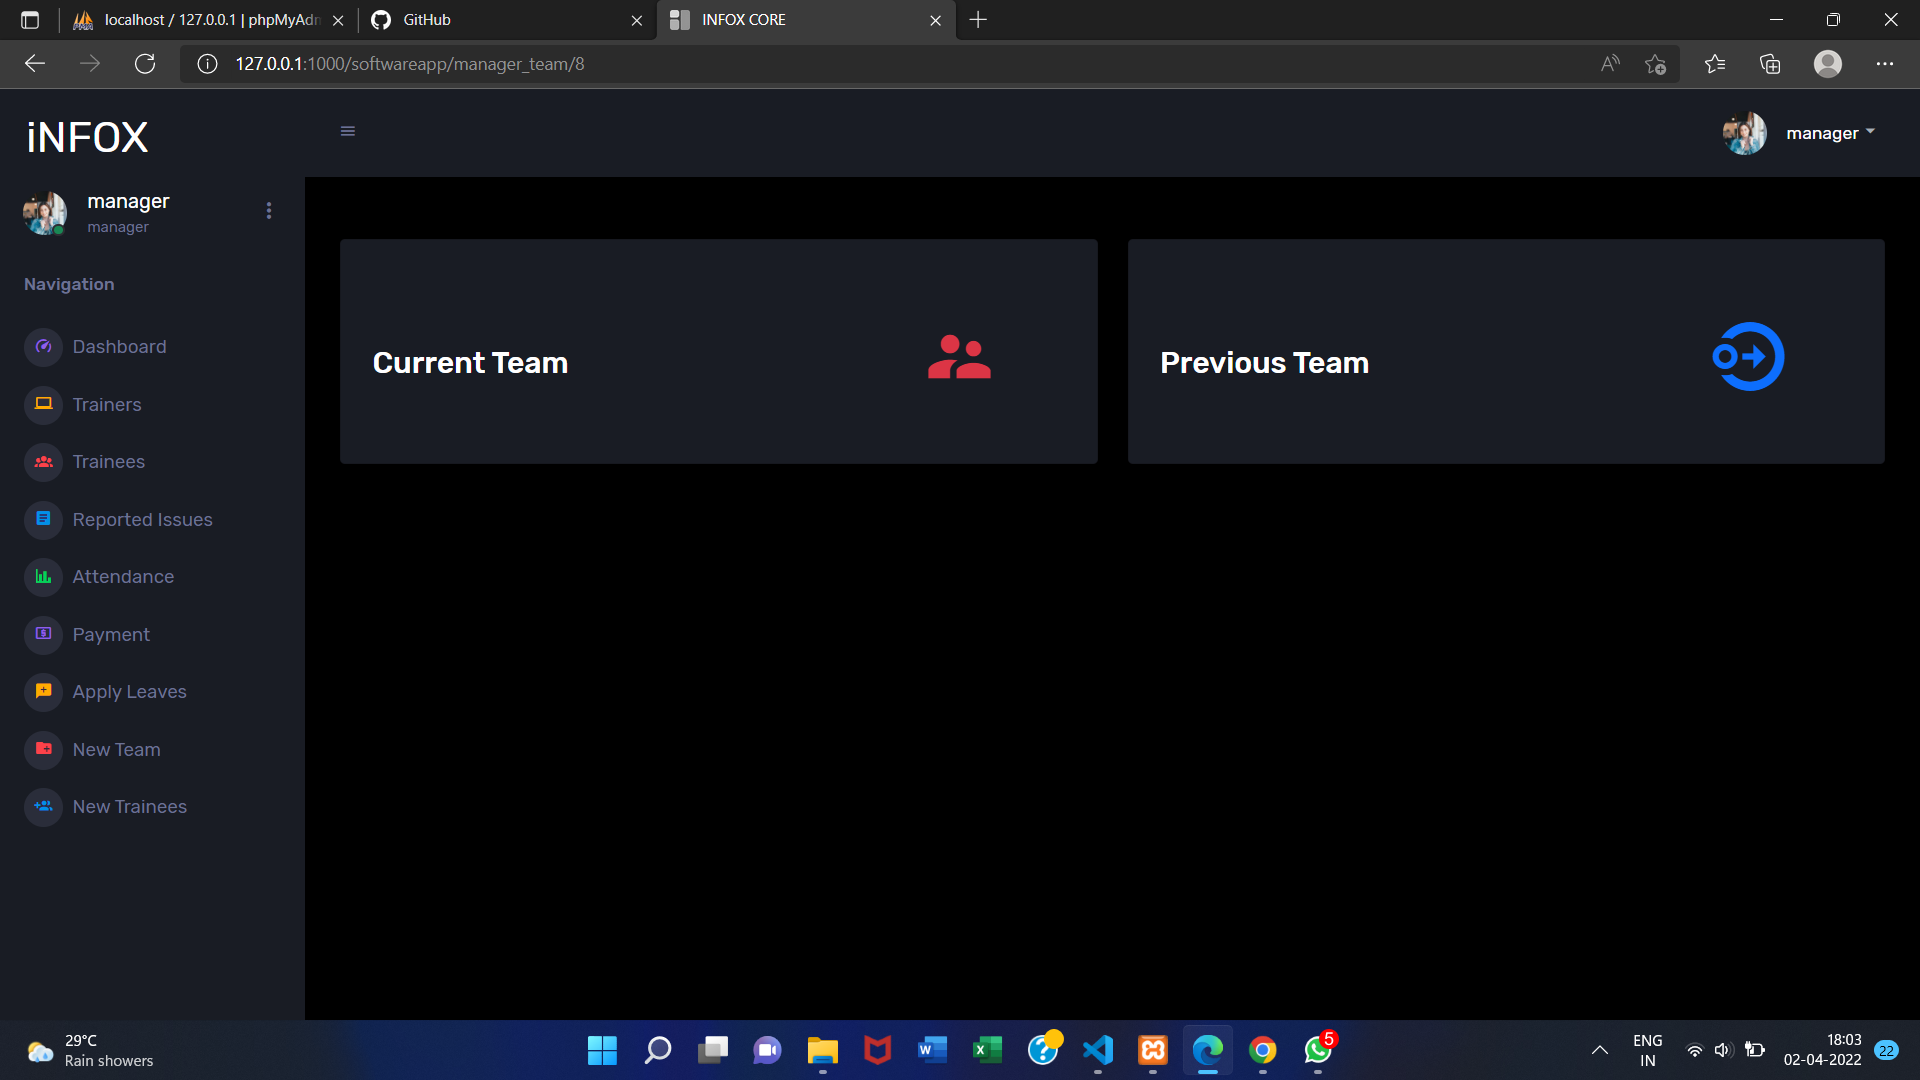 localhost / 127.0.0.1 | phpMyAdm
GitHub
INFOX CORE
127.0.0.1:1000/softwareapp/manager_team/8
iNFOX
manager
manager
manager
Navigation
Dashboard
Trainers
Trainees
Reported Issues
Attendance
Payment
Apply Leaves
New Team
New Trainees
Current Team
Previous Team
29°C
Rain showers
5
ENG
IN
18:03
02-04-2022
22